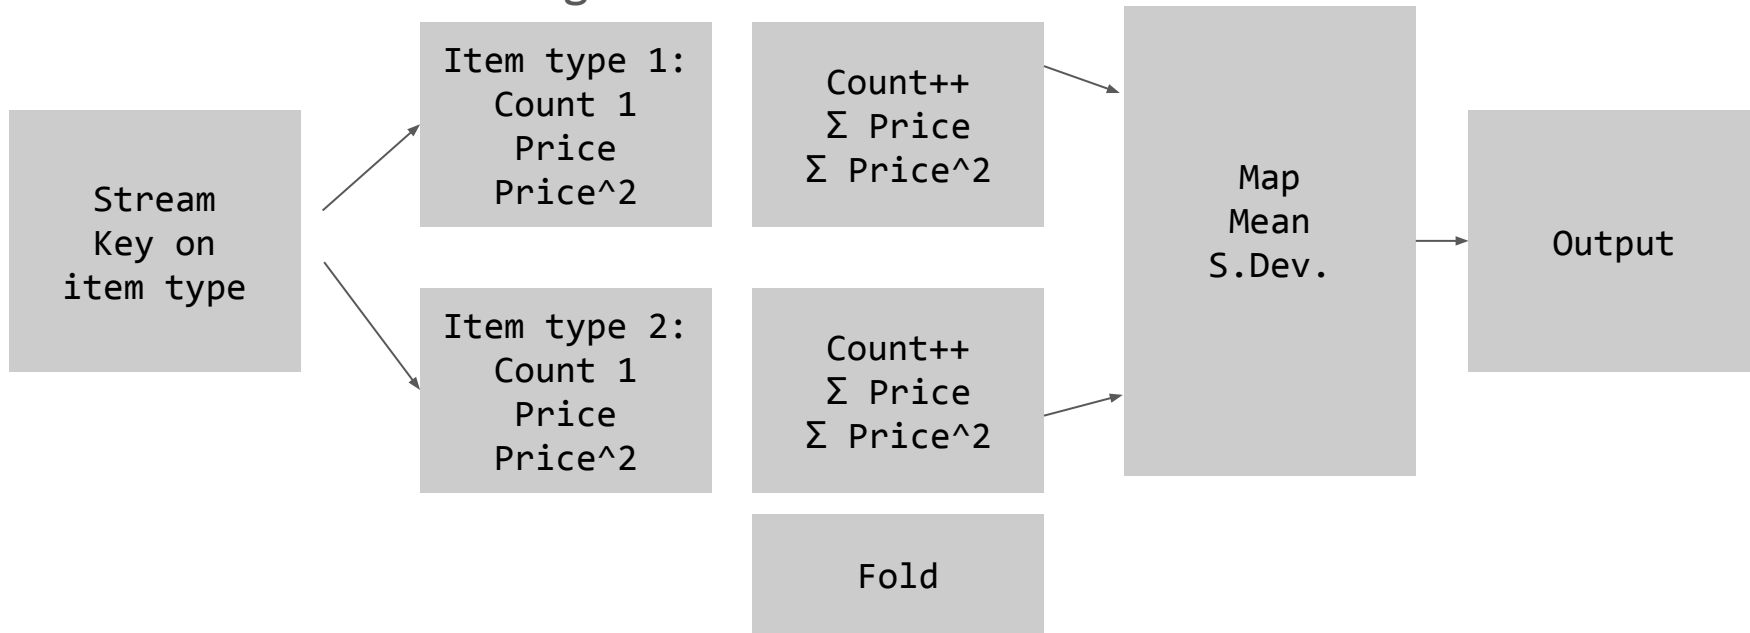 Stream
Key on
item type
Item type 1:
Count 1
Price
Price^2
Item type 2:
Count 1
Price
Price^2
Count++
Σ Price
Σ Price^2
Count++
Σ Price
Σ Price^2
Fold
Map
Mean
S.Dev.
Output